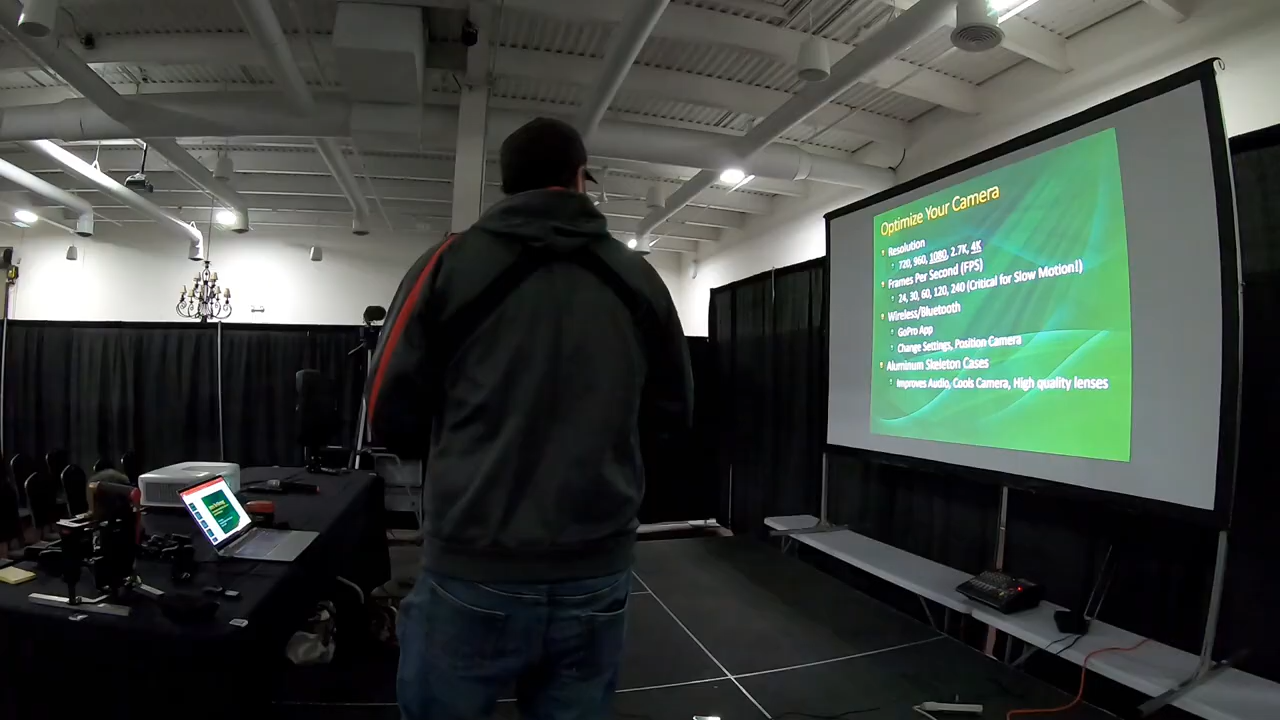 Optimize Your Camera
Resolution
720, 960, 1080, 2.7K, 4K
Frames Per Second (FPS)
24, 30, 60, 120, 240 (Critical for Slow Motion!)
Wireless/Bluetooth
GoPro App
Change Settings, Position Camera
Aluminum Skeleton Cases
Improves Audio, Cools Camera, High quality lenses